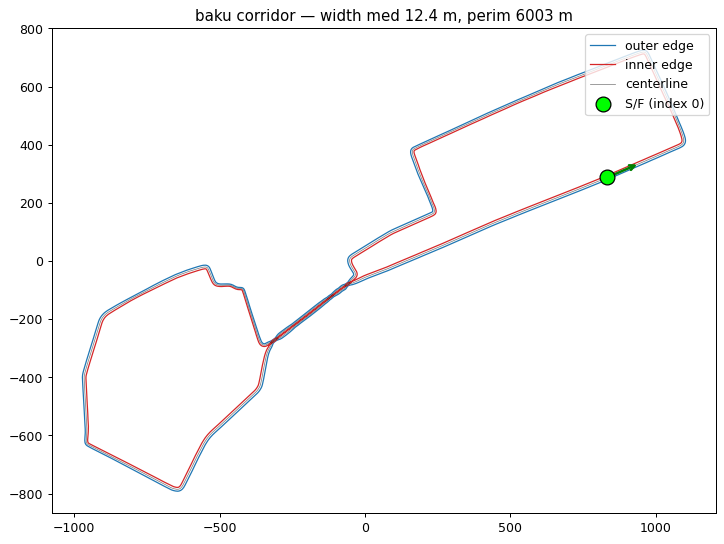 baku corridor — width med 12.4 m, perim 6003 m
outer edge
inner edge
centerline
S/F (index 0)
800
600
400
200
0
−200
−400
−600
−800
−1000
−500
0
500
1000